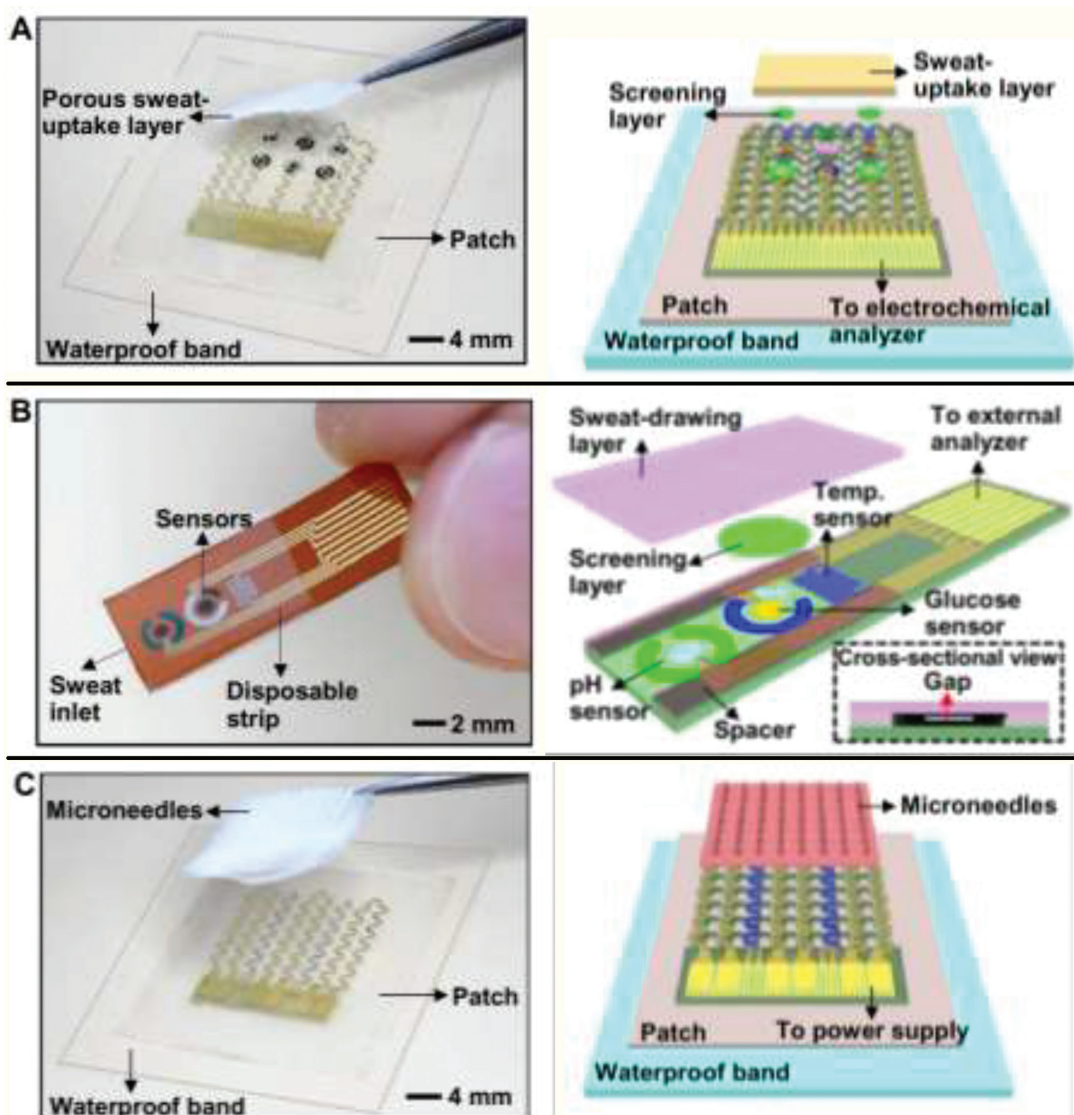 A
Porous sweat-
uptake layer
Patch
Waterproof band
4 mm
Sweat-
uptake layer
Screening
layer
Patch
To electrochemical
analyzer
Waterproof band
B
Sensors
Sweat
inlet
Disposable
strip
2 mm
Sweat-drawing
layer
To external
analyzer
Temp.
sensor
Screening
layer
Glucose
sensor
pH
sensor
Spacer
Cross-sectional view
Gap
C
Microneedles
Patch
Waterproof band
4 mm
Microneedles
Patch
To power supply
Waterproof band